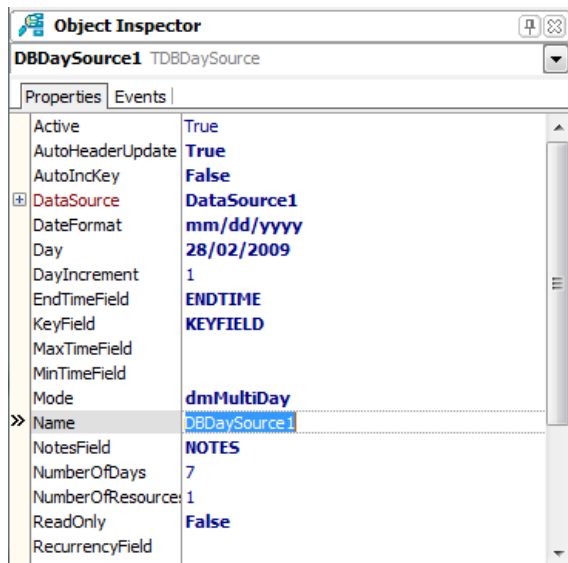 Object Inspector
DBDaySource1 TDBDaySource
Properties Events
Active True
AutoHeaderUpdate True
AutoIncKey False
DataSource DataSource1
DateFormat mm/dd/yyyy
Day 28/02/2009
DayIncrement 1
EndTimeField ENDTIME
KeyField KEYFIELD
MaxTimeField
MinTimeField
Mode dmMultiDay
Name DBDaySource1
NotesField NOTES
NumberOfDays 7
NumberOfResources 1
ReadOnly False
RecurrencyField